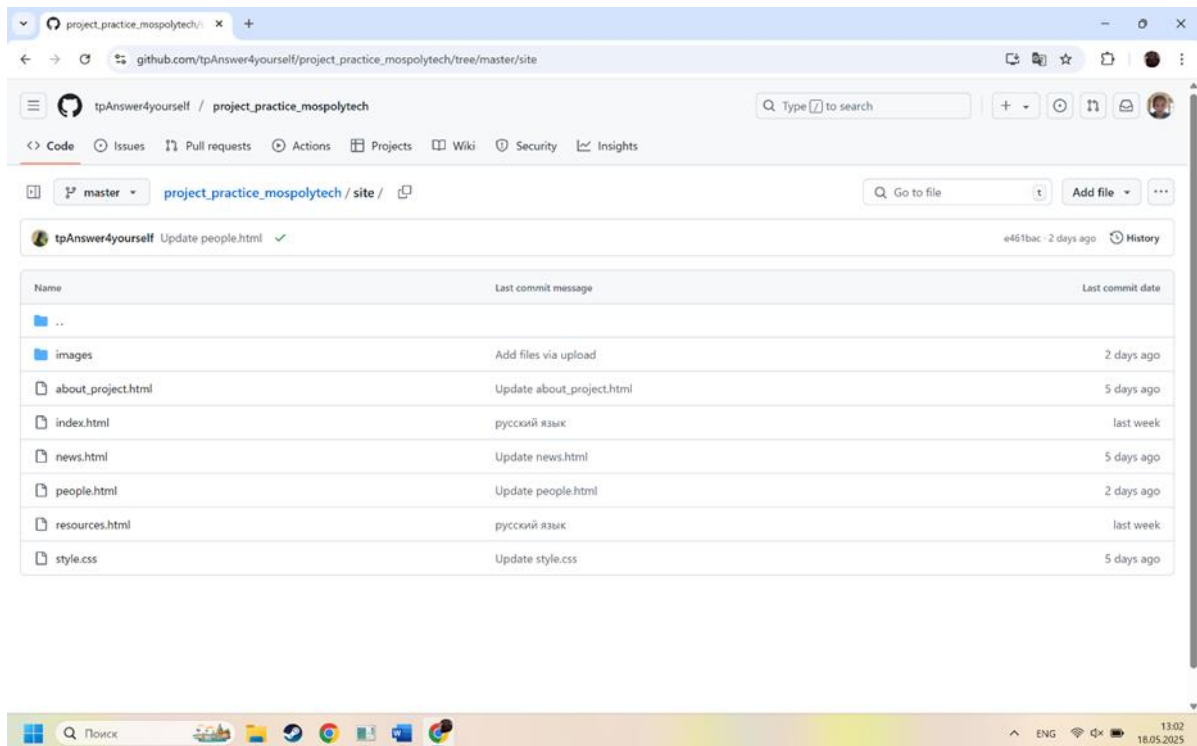 project_practice_mospolytech/s
github.com/tpAnswer4yourself/project_practice_mospolytech/tree/master/site
tpAnswer4yourself / project_practice_mospolytech
Type / to search
<> Code Issues Pull requests Actions Projects Wiki Security Insights
master project_practice_mospolytech / site / Go to file t Add file
tpAnswer4yourself Update people.html e461bac · 2 days ago History
Name Last commit message Last commit date
..
images Add files via upload 2 days ago
about_project.html Update about_project.html 5 days ago
index.html русский язык last week
news.html Update news.html 5 days ago
people.html Update people.html 2 days ago
resources.html русский язык last week
style.css Update style.css 5 days ago
Поиск ENG 13:02
18.05.2025